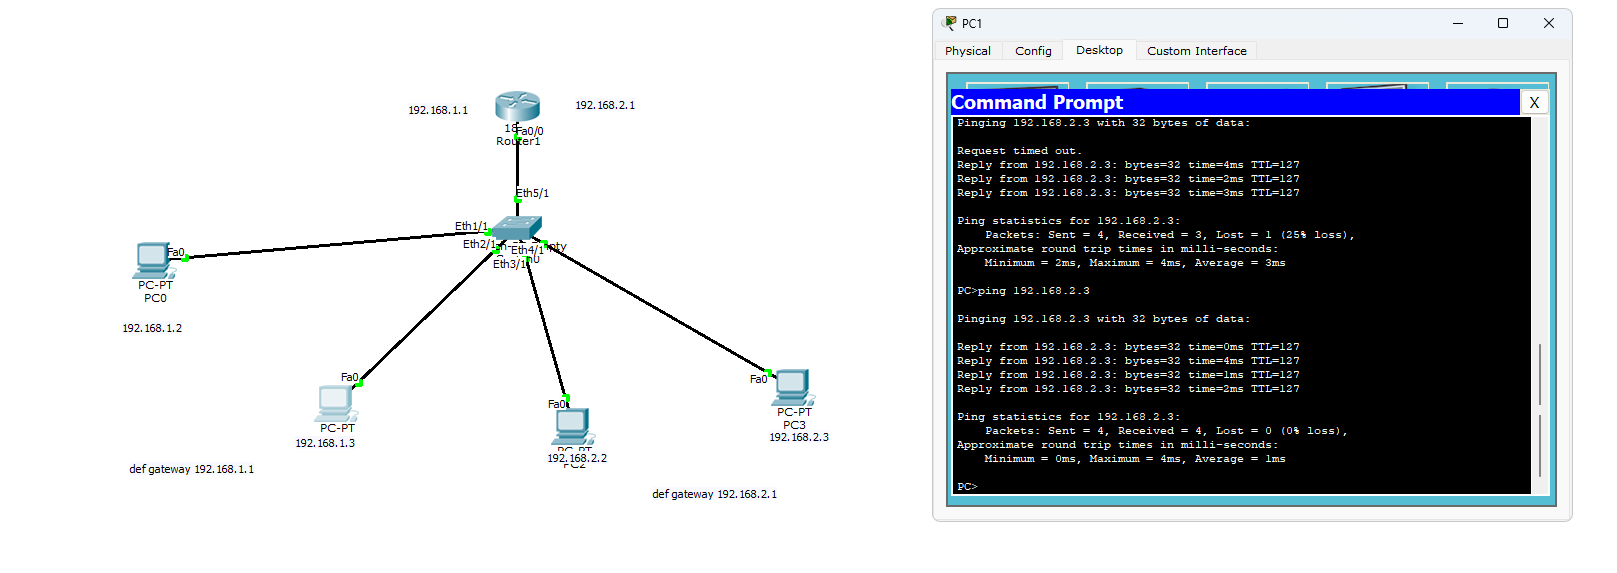 192.168.1.1
192.168.2.1
Fa0/0
Router1
Eth5/1
Eth1/1
Eth2/1
Eth4/1
Eth3/1
Fa0
PC-PT
PC0
192.168.1.2
Fa0
PC-PT
192.168.1.3
def gateway 192.168.1.1
Fa0
192.168.2.2
PC2
Fa0
PC-PT
PC3
192.168.2.3
def gateway 192.168.2.1
PC1
Physical Config Desktop Custom Interface
Command Prompt X
Pinging 192.168.2.3 with 32 bytes of data:
Request timed out.
Reply from 192.168.2.3: bytes=32 time=4ms TTL=127
Reply from 192.168.2.3: bytes=32 time=2ms TTL=127
Reply from 192.168.2.3: bytes=32 time=3ms TTL=127
Ping statistics for 192.168.2.3:
Packets: Sent = 4, Received = 3, Lost = 1 (25% loss),
Approximate round trip times in milli-seconds:
Minimum = 2ms, Maximum = 4ms, Average = 3ms
PC>ping 192.168.2.3
Pinging 192.168.2.3 with 32 bytes of data:
Reply from 192.168.2.3: bytes=32 time=0ms TTL=127
Reply from 192.168.2.3: bytes=32 time=4ms TTL=127
Reply from 192.168.2.3: bytes=32 time=1ms TTL=127
Reply from 192.168.2.3: bytes=32 time=2ms TTL=127
Ping statistics for 192.168.2.3:
Packets: Sent = 4, Received = 4, Lost = 0 (0% loss),
Approximate round trip times in milli-seconds:
Minimum = 0ms, Maximum = 4ms, Average = 1ms
PC>